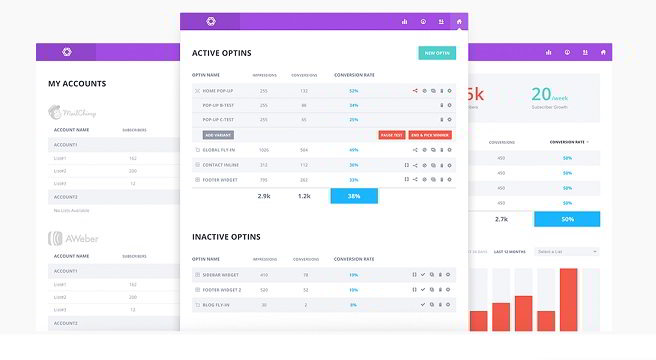 ACTIVE OPTINS
NEW OPTIN
OPTIN NAME IMPRESSIONS CONVERSIONS CONVERSION RATE
HOME POP-UP 255 132 52%
POP-UP B-TEST 255 88 34%
POP-UP C-TEST 255 65 25%
ADD VARIANT PAUSE TEST END & PICK WINNER
GLOBAL FLY-IN 1026 504 49%
CONTACT INLINE 312 112 36%
FOOTER WIDGET 795 262 33%
2.9k 1.2k 38%
INACTIVE OPTINS
OPTIN NAME IMPRESSIONS CONVERSIONS CONVERSION RATE
SIDEBAR WIDGET 410 78 19%
FOOTER WIDGET 2 520 52 10%
BLOG FLY-IN 30 2 8%
MY ACCOUNTS
MailChimp
ACCOUNT NAME SUBSCRIBERS
ACCOUNT1
List#1 162
List#2 200
List#3 12
ACCOUNT2
No Lists Available
AWeber
ACCOUNT NAME SUBSCRIBERS
ACCOUNT1
List#1 162
List#2 200
List#3 12
ACCOUNT2
5k 20 /week
Subscriber Growth
CONVERSIONS CONVERSION RATE
450 50%
450 50%
450 50%
450 50%
2.7k 50%
LAST 12 MONTHS Select a List